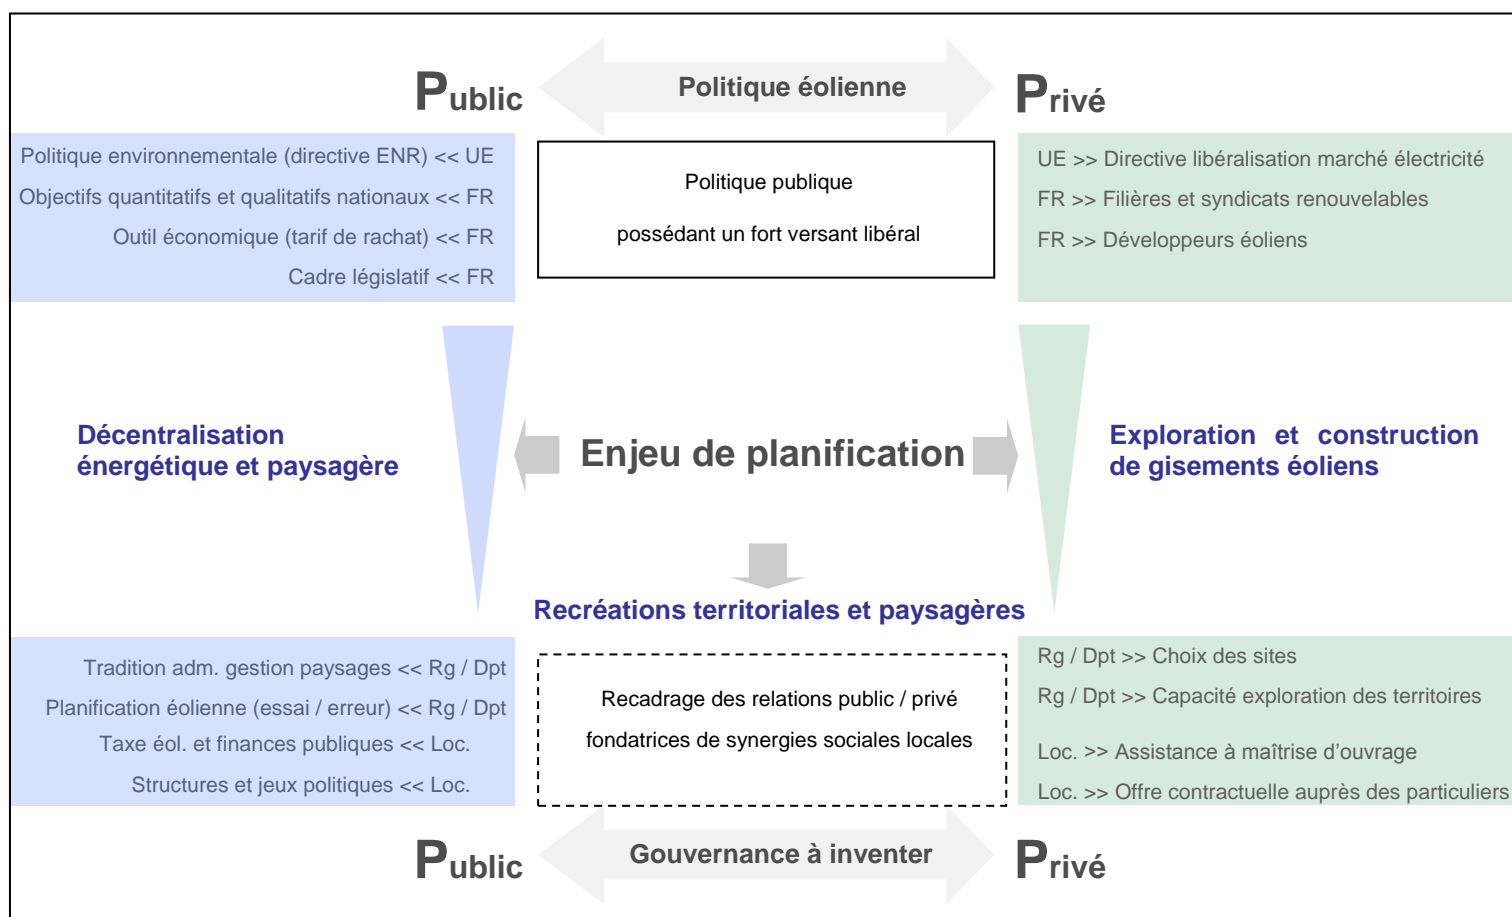 Public
Politique éolienne
Privé
Politique environnementale (directive ENR) << UE
Objectifs quantitatifs et qualitatifs nationaux << FR
Outil économique (tarif de rachat) << FR
Cadre législatif << FR
Politique publique
possédant un fort versant libéral
UE >> Directive libéralisation marché électricité
FR >> Filières et syndicats renouvelables
FR >> Développeurs éoliens
Décentralisation
énergétique et paysagère
Enjeu de planification
Exploration et construction
de gisements éoliens
Recréations territoriales et paysagères
Tradition adm. gestion paysages << Rg / Dpt
Planification éolienne (essai / erreur) << Rg / Dpt
Taxe éol. et finances publiques << Loc.
Structures et jeux politiques << Loc.
Recadrage des relations public / privé
fondatrices de synergies sociales locales
Rg / Dpt >> Choix des sites
Rg / Dpt >> Capacité exploration des territoires
Loc. >> Assistance à maîtrise d'ouvrage
Loc. >> Offre contractuelle auprès des particuliers
Public
Gouvernance à inventer
Privé